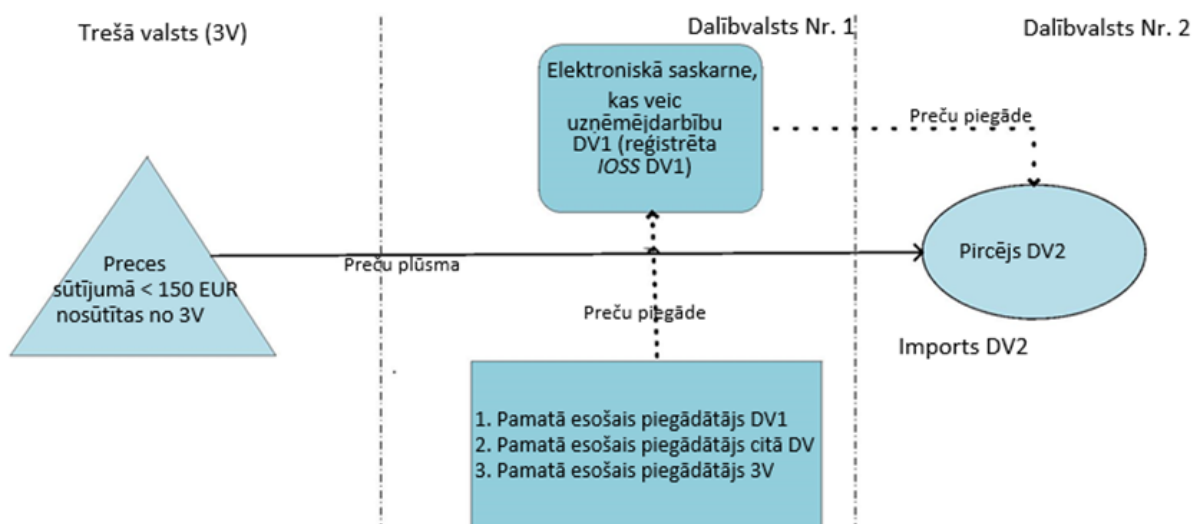 Trešā valsts (3V)
Dalībvalsts Nr. 1
Dalībvalsts Nr. 2
Elektroniskā saskarne,
kas veic
uzņēmējdarbību
DV1 (reģistrēta
IOSS DV1)
Preču piegāde
Preces
sūtījumā < 150 EUR
nosūtītas no 3V
Preču plūsma
Pircējs DV2
Preču piegāde
Imports DV2
1. Pamatā esošais piegādātājs DV1
2. Pamatā esošais piegādātājs citā DV
3. Pamatā esošais piegādātājs 3V